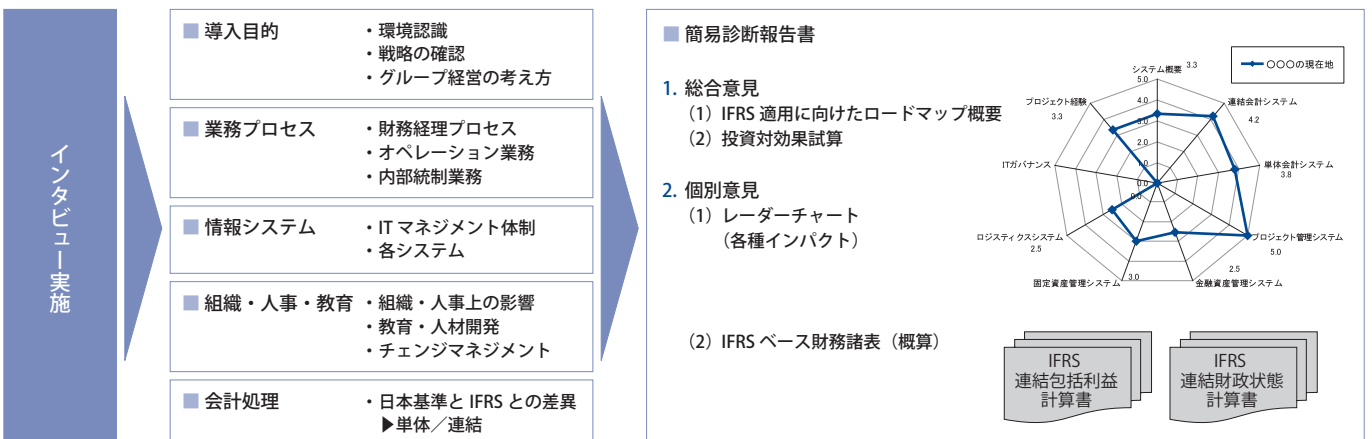 インタビュー実施
■ 導入目的 ・環境認識
・戦略の確認
・グループ経営の考え方
■ 業務プロセス ・財務経理プロセス
・オペレーション業務
・内部統制業務
■ 情報システム ・IT マネジメント体制
・各システム
■ 組織・人事・教育 ・組織・人事上の影響
・教育・人材開発
・チェンジマネジメント
■ 会計処理 ・日本基準と IFRS との差異
▶単体／連結
■ 簡易診断報告書
1. 総合意見
（1）IFRS 適用に向けたロードマップ概要
（2）投資対効果試算
2. 個別意見
（1）レーダーチャート
（各種インパクト）
（2）IFRS ベース財務諸表（概算）
○○○の現在地
システム概要 3.3
連結会計システム
4.2
単体会計システム
3.8
プロジェクト管理システム
5.0
金融資産管理システム
2.5
固定資産管理システム
3.0
ロジスティクスシステム
2.5
ITガバナンス
0.0
プロジェクト経験
3.3
5.0
4.0
3.0
2.0
1.0
0.0
IFRS
連結包括利益
計算書
IFRS
連結財政状態
計算書